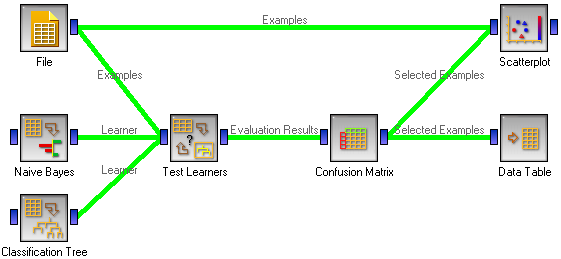 Examples
File
Scatterplot
Examples
Selected Examples
Learner
Evaluation Results
Selected Examples
Naive Bayes
Test Learners
Confusion Matrix
Data Table
Learner
Classification Tree
?